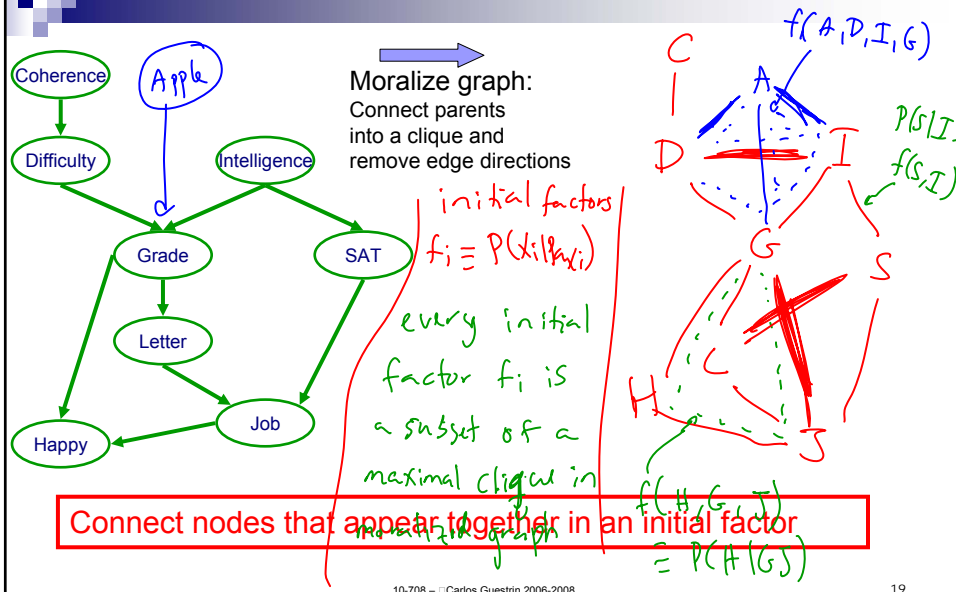 Coherence
Apple
Difficulty
Intelligence
Grade
SAT
Letter
Job
Happy
Moralize graph:
Connect parents
into a clique and
remove edge directions
initial factors
fi ≡ P(xi|Paxi)
every initial
factor fi is
a subset of a
maximal clique in
moralized graph
C
f(A,D,I,G)
A
D
I
P(S|I)
f(S,I)
G
S
L
H
J
f(H,G,J)
≡ P(H|GJ)
Connect nodes that appear together in an initial factor
10-708 – □Carlos Guestrin 2006-2008
19